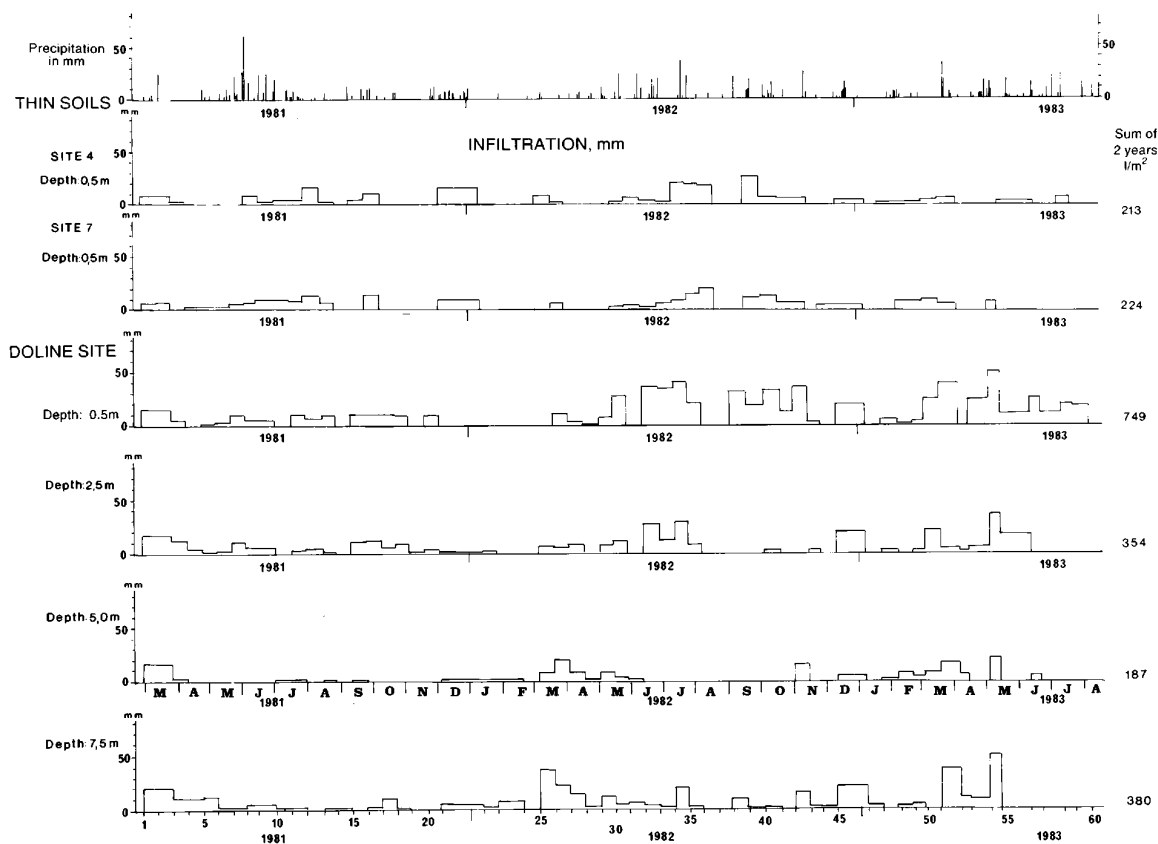 Precipitation
in mm
50
0
50
0
THIN SOILS
1981
1982
1983
mm
INFILTRATION, mm
Sum of
2 years
l/m²
SITE 4
50
Depth:0,5m
0
1981
1982
1983
213
mm
SITE 7
Depth:0,5m
50
0
1981
1982
1983
224
mm
DOLINE SITE
50
Depth: 0.5m
0
1981
1982
1983
749
mm
Depth:2,5m
50
0
1981
1982
1983
354
mm
Depth:5,0m
50
0
M A M J J A S O N D J F M A M J J A S O N D J F M A M J J A
1981
1982
1983
187
mm
Depth:7,5m
50
0
380
1 5 10 15 20 25 30 35 40 45 50 55 60
1981
1982
1983